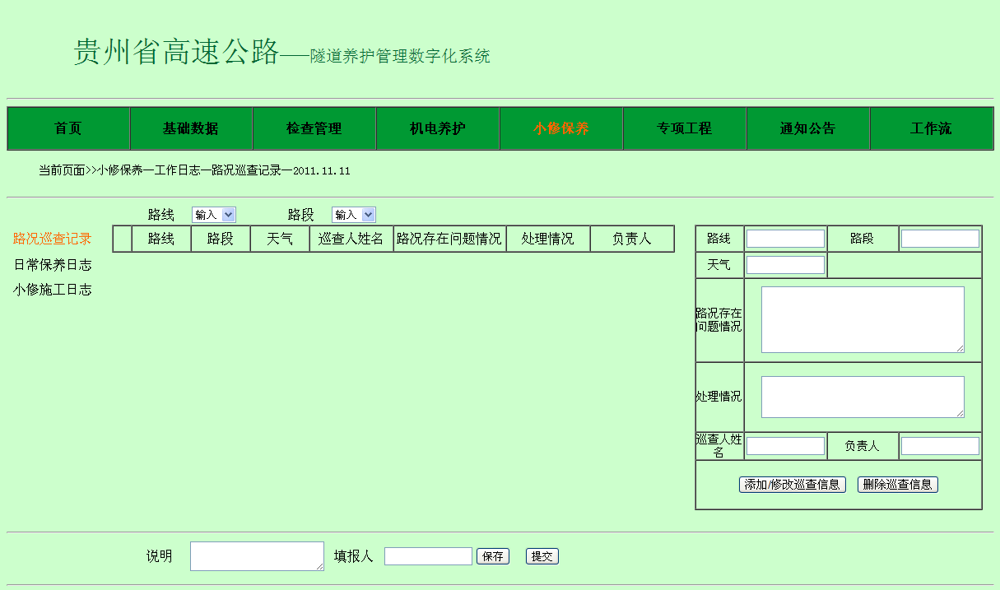 贵州省高速公路——隧道养护管理数字化系统
首页 基础数据 检查管理 机电养护 小修保养 专项工程 通知公告 工作流
当前页面>>小修保养—工作日志—路况巡查记录—2011.11.11
路线 输入 路段 输入
路况巡查记录
日常保养日志
小修施工日志
路线 路段 天气 巡查人姓名 路况存在问题情况 处理情况 负责人
路线 路段
天气
路况存在
问题情况
处理情况
巡查人姓
名
负责人
添加/修改巡查信息 删除巡查信息
说明 填报人 保存 提交